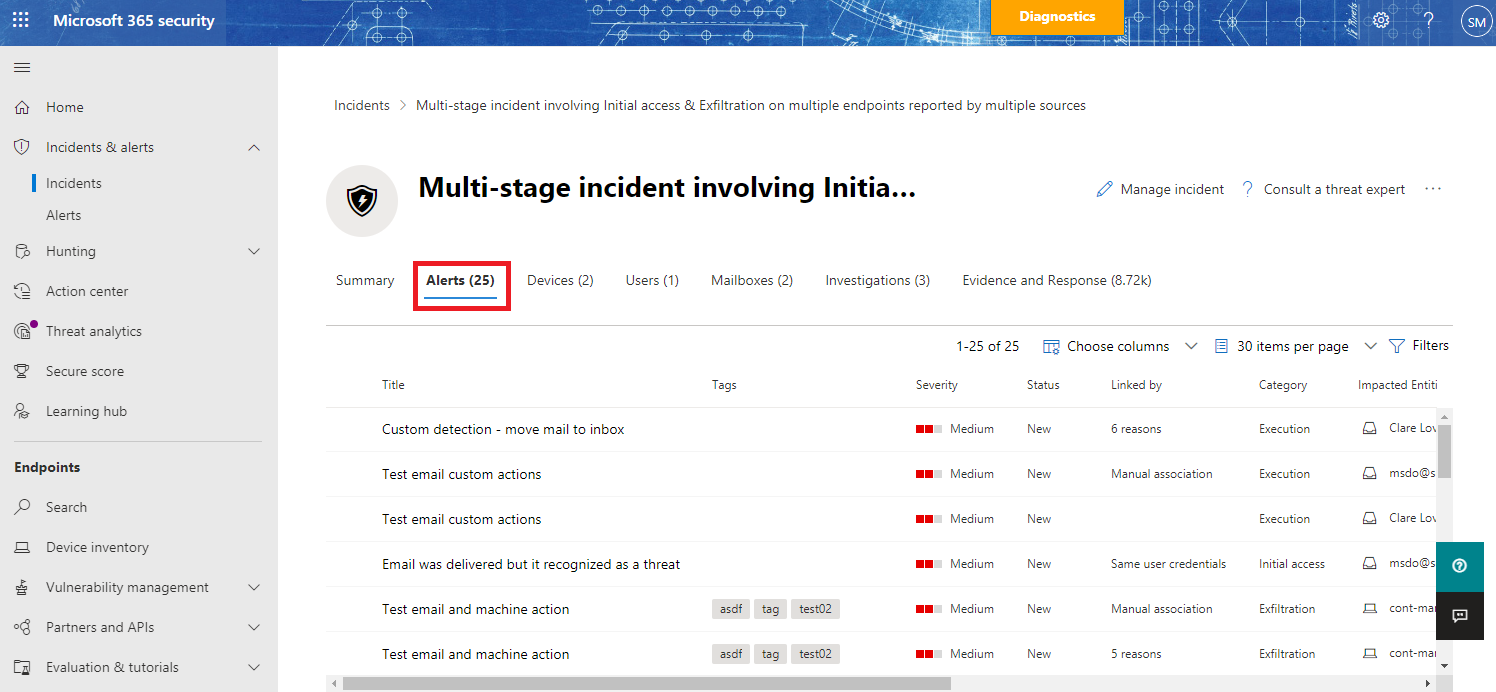 Microsoft 365 security
Diagnostics
SM
Home
Incidents & alerts
Incidents
Alerts
Hunting
Action center
Threat analytics
Secure score
Learning hub
Endpoints
Search
Device inventory
Vulnerability management
Partners and APIs
Evaluation & tutorials
Incidents > Multi-stage incident involving Initial access & Exfiltration on multiple endpoints reported by multiple sources
Multi-stage incident involving Initia...
Manage incident ? Consult a threat expert ...
Summary Alerts (25) Devices (2) Users (1) Mailboxes (2) Investigations (3) Evidence and Response (8.72k)
1-25 of 25 Choose columns 30 items per page Filters
Title Tags Severity Status Linked by Category Impacted Entiti
Custom detection - move mail to inbox Medium New 6 reasons Execution Clare Lov
Test email custom actions Medium New Manual association Execution msdo@s
Test email custom actions Medium New Execution Clare Lov
Email was delivered but it recognized as a threat Medium New Same user credentials Initial access msdo@s
Test email and machine action asdf tag test02 Medium New Manual association Exfiltration cont-mar
Test email and machine action asdf tag test02 Medium New 5 reasons Exfiltration cont-mar